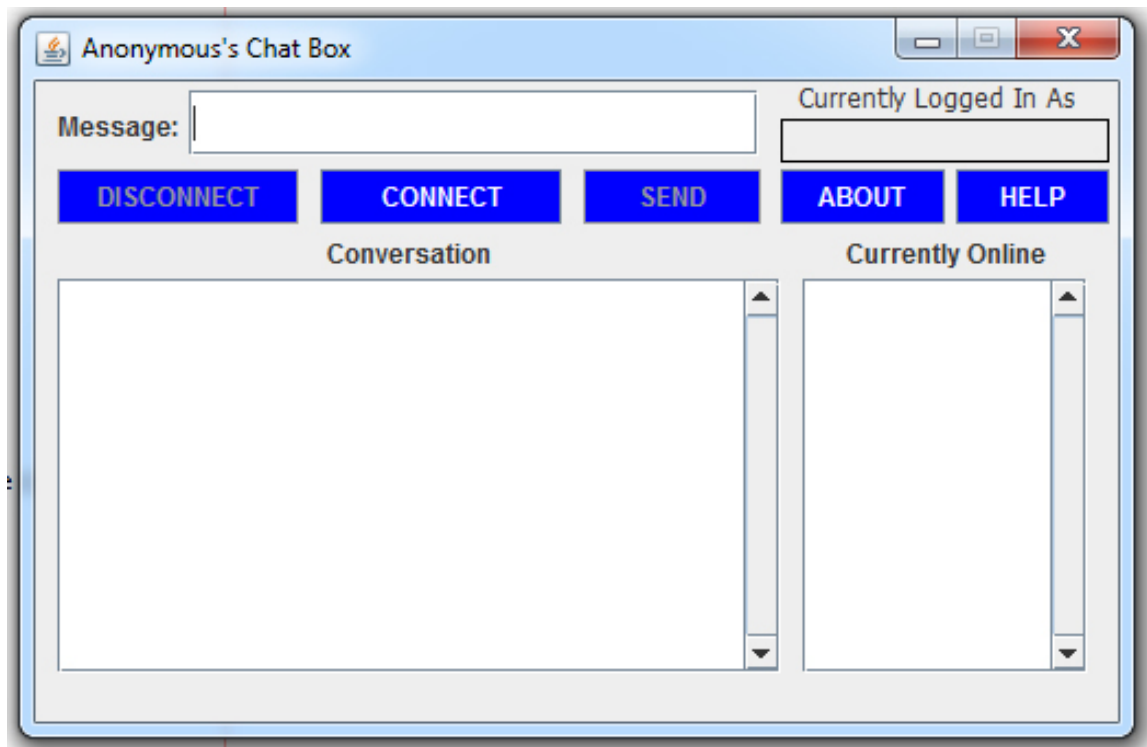 Anonymous's Chat Box
Currently Logged In As
Message:
DISCONNECT CONNECT SEND ABOUT HELP
Conversation Currently Online
e